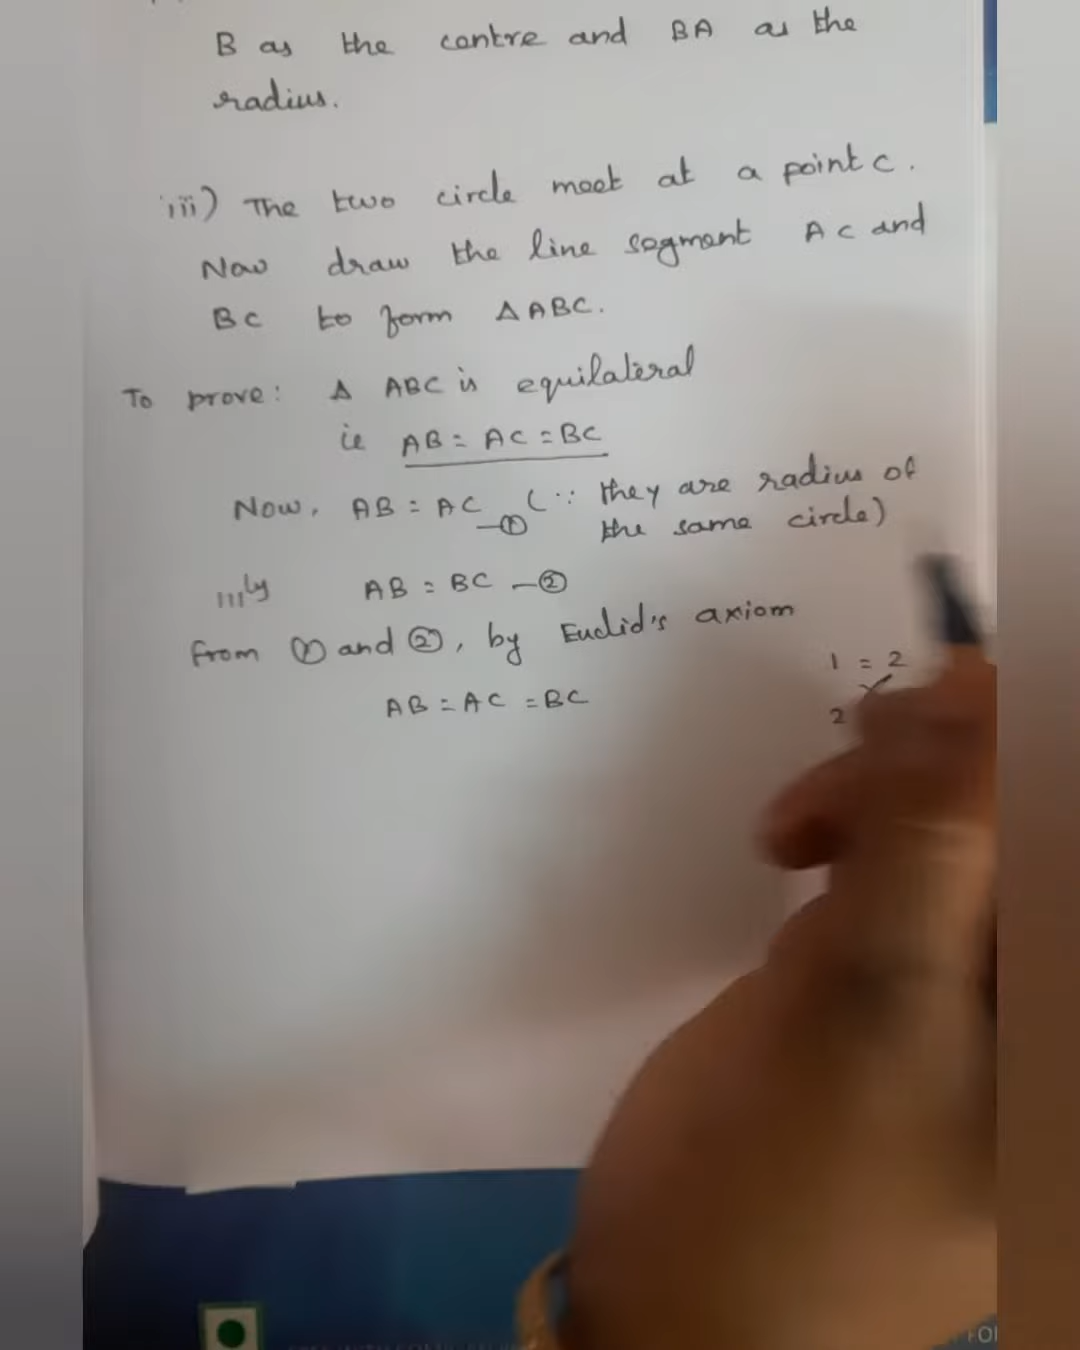 B as the centre and BA as the
radius.
iii) The two circle meet at a point C.
Now draw the line segment AC and
BC to form △ABC.
To prove: △ ABC is equilateral
ie AB = AC = BC
Now, AB = AC —① (∵ they are radius of
the same circle)
|||ly AB = BC —②
from ① and ②, by Euclid's axiom
1 = 2
2
AB = AC = BC